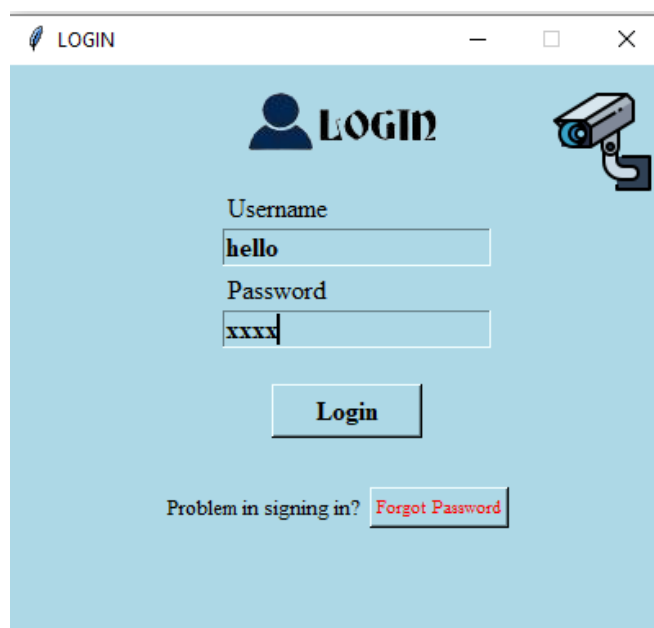 LOGIN
LOGIN
Username
hello
Password
xxxx
Login
Problem in signing in? Forgot Password